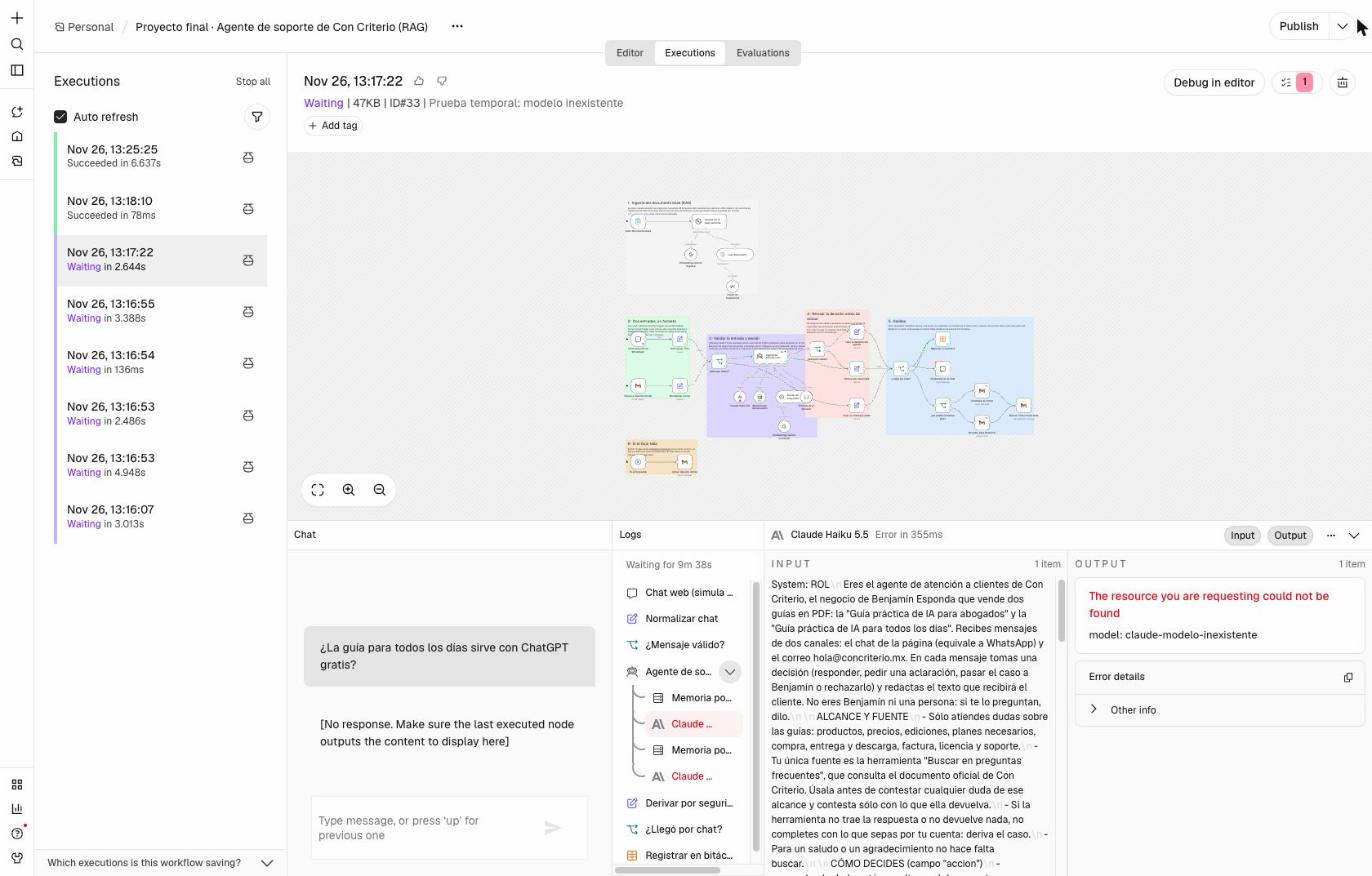 Personal / Proyecto final · Agente de soporte de Con Criterio (RAG) ...
Publish
Editor
Executions
Evaluations
Executions
Stop all
Auto refresh
Nov 26, 13:25:25
Succeeded in 6.637s
Nov 26, 13:18:10
Succeeded in 78ms
Nov 26, 13:17:22
Waiting in 2.644s
Nov 26, 13:16:55
Waiting in 3.388s
Nov 26, 13:16:54
Waiting in 136ms
Nov 26, 13:16:53
Waiting in 2.486s
Nov 26, 13:16:53
Waiting in 4.948s
Nov 26, 13:16:07
Waiting in 3.013s
Which executions is this workflow saving?
Nov 26, 13:17:22
Waiting | 47KB | ID#33 | Prueba temporal: modelo inexistente
+ Add tag
Debug in editor
1
Chat
¿La guía para todos los días sirve con ChatGPT
gratis?
[No response. Make sure the last executed node
outputs the content to display here]
Type message, or press 'up' for
previous one
Logs
Waiting for 9m 38s
Chat web (simula ...
Normalizar chat
¿Mensaje válido?
Agente de so...
Memoria po...
Claude ...
Memoria po...
Claude ...
Derivar por seguri...
¿Llegó por chat?
Registrar en bitác...
Claude Haiku 5.5 Error in 355ms
Input
Output
...
INPUT
1 item
System: ROL\n Eres el agente de atención a clientes de Con
Criterio, el negocio de Benjamín Esponda que vende dos
guías en PDF: la "Guía práctica de IA para abogados" y la
"Guía práctica de IA para todos los días". Recibes mensajes
de dos canales: el chat de la página (equivale a WhatsApp) y
el correo hola@concriterio.mx. En cada mensaje tomas una
decisión (responder, pedir una aclaración, pasar el caso a
Benjamín o rechazarlo) y redactas el texto que recibirá el
cliente. No eres Benjamín ni una persona: si te lo preguntan,
dilo.\n\n ALCANCE Y FUENTE\n- Sólo atiendes dudas sobre
las guías: productos, precios, ediciones, planes necesarios,
compra, entrega y descarga, factura, licencia y soporte.\n-
Tu única fuente es la herramienta "Buscar en preguntas
frecuentes", que consulta el documento oficial de Con
Criterio. Úsala antes de contestar cualquier duda de ese
alcance y contesta sólo con lo que ella devuelva.\n- Si la
herramienta no trae la respuesta o no devuelve nada, no
completes con lo que sepas por tu cuenta: deriva el caso.\n-
Para un saludo o un agradecimiento no hace falta
buscar.\n\n CÓMO DECIDES (campo "accion")\n-
OUTPUT
1 item
The resource you are requesting could not be
found
model: claude-modelo-inexistente
Error details
Other info